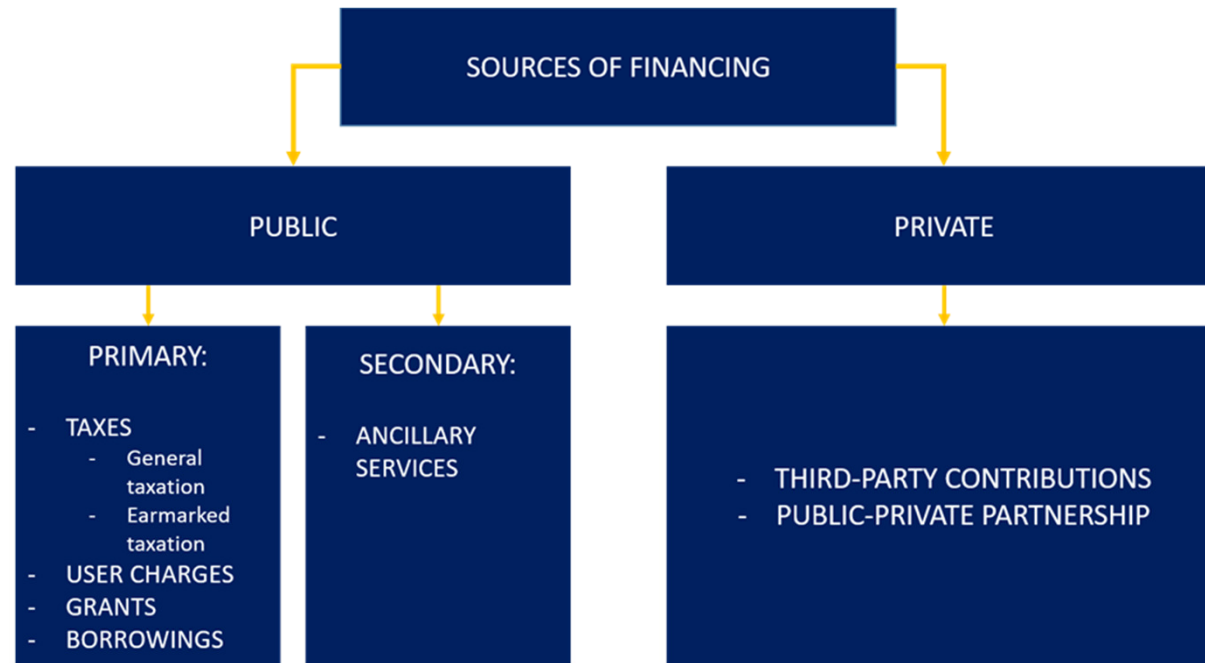 SOURCES OF FINANCING
PUBLIC
PRIVATE
PRIMARY:
- TAXES
- General
taxation
- Earmarked
taxation
- USER CHARGES
- GRANTS
- BORROWINGS
SECONDARY:
- ANCILLARY
SERVICES
- THIRD-PARTY CONTRIBUTIONS
- PUBLIC-PRIVATE PARTNERSHIP